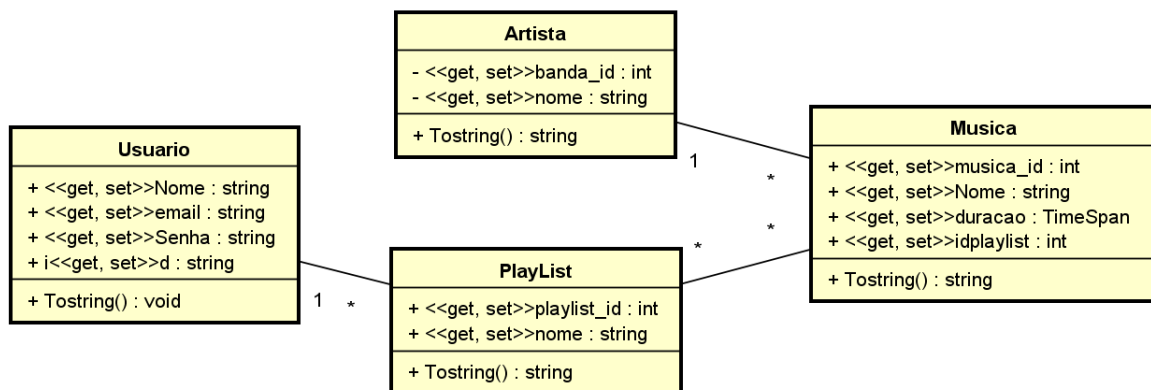 Artista
- <<get, set>>banda_id : int
- <<get, set>>nome : string
+ Tostring() : string
Usuario
+ <<get, set>>Nome : string
+ <<get, set>>email : string
+ <<get, set>>Senha : string
+ i<<get, set>>d : string
+ Tostring() : void
Musica
+ <<get, set>>musica_id : int
+ <<get, set>>Nome : string
+ <<get, set>>duracao : TimeSpan
+ <<get, set>>idplaylist : int
+ Tostring() : string
PlayList
+ <<get, set>>playlist_id : int
+ <<get, set>>nome : string
+ Tostring() : string
1
*
*
*
1
*